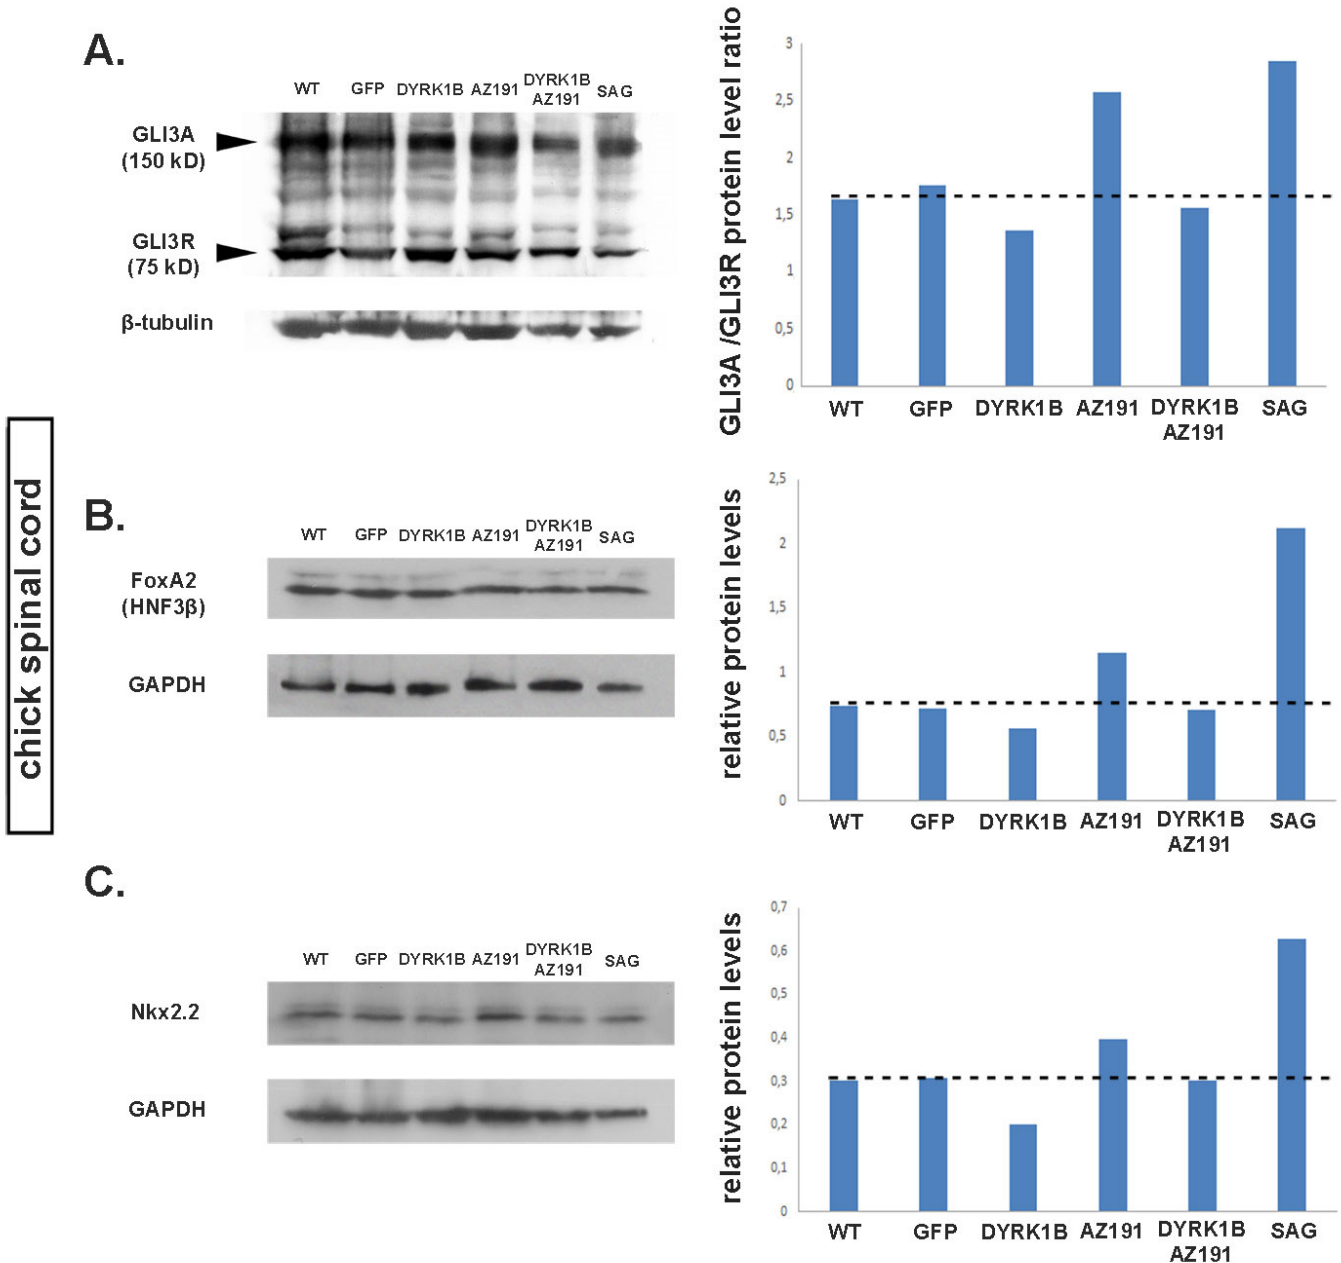 chick spinal cord
A.
WT GFP DYRK1B AZ191 DYRK1B AZ191 SAG
GLI3A
(150 kD)
GLI3R
(75 kD)
β-tubulin
GLI3A /GLI3R protein level ratio
3
2,5
2
1,5
1
0,5
0
WT GFP DYRK1B AZ191 DYRK1B SAG
AZ191
B.
WT GFP DYRK1B AZ191 DYRK1B AZ191 SAG
FoxA2
(HNF3β)
GAPDH
relative protein levels
2,5
2
1,5
1
0,5
0
WT GFP DYRK1B AZ191 DYRK1B SAG
AZ191
C.
WT GFP DYRK1B AZ191 DYRK1B AZ191 SAG
Nkx2.2
GAPDH
relative protein levels
0,7
0,6
0,5
0,4
0,3
0,2
0,1
0
WT GFP DYRK1B AZ191 DYRK1B SAG
AZ191